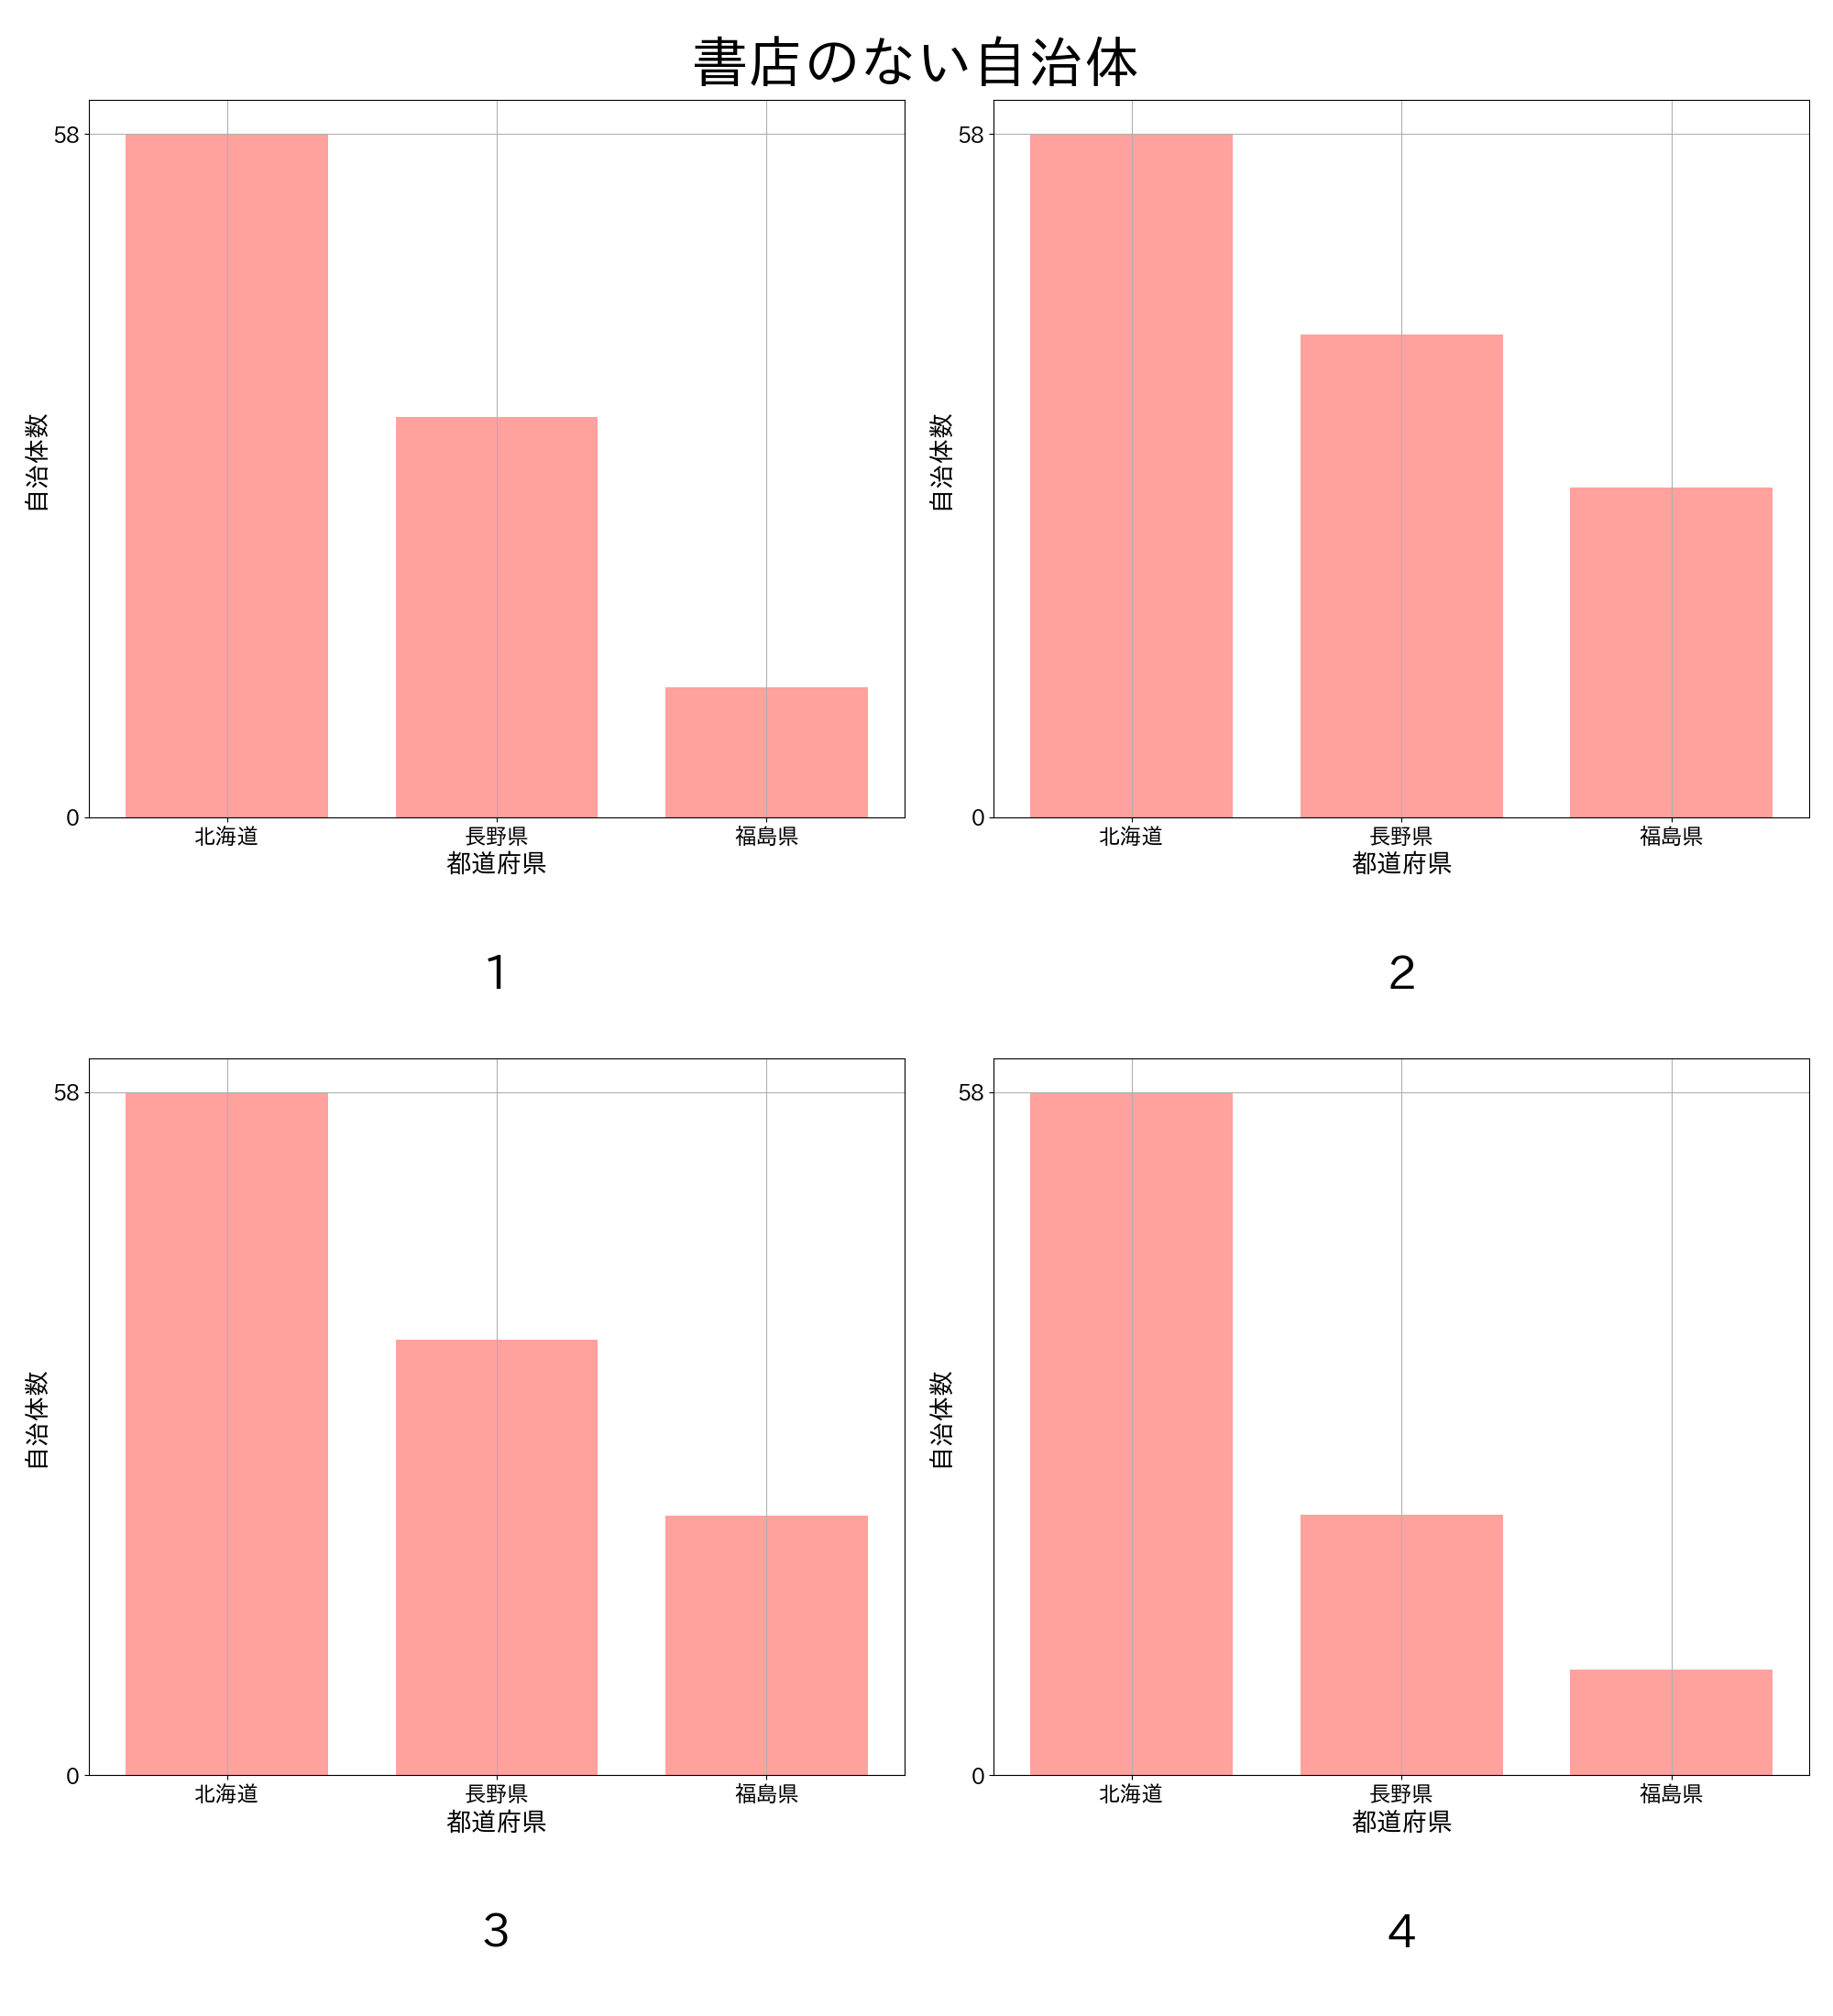 書店のない自治体
58
0
自治体数
北海道 長野県 福島県
都道府県
1
58
0
自治体数
北海道 長野県 福島県
都道府県
2
58
0
自治体数
北海道 長野県 福島県
都道府県
3
58
0
自治体数
北海道 長野県 福島県
都道府県
4